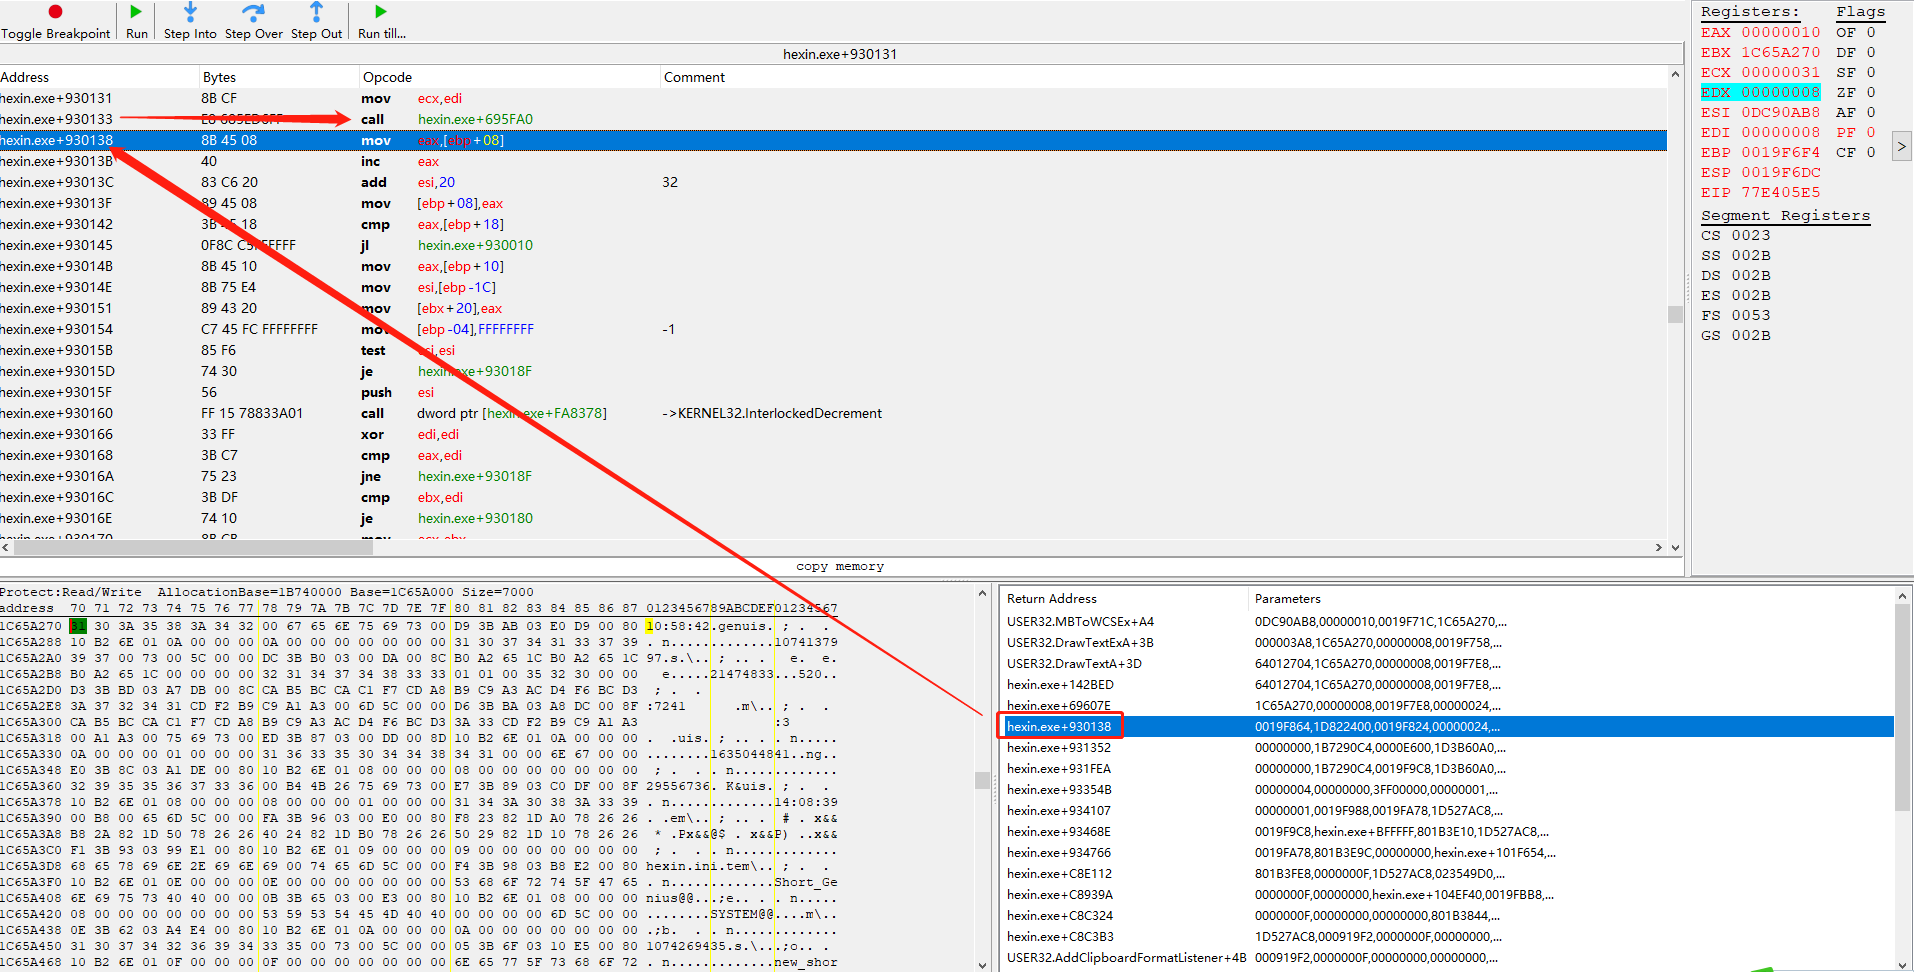 Toggle Breakpoint Run Step Into Step Over Step Out Run till...
hexin.exe+930131
Address Bytes Opcode Comment
hexin.exe+930131 8B CF mov ecx,edi
hexin.exe+930133 call hexin.exe+695FA0
hexin.exe+930138 8B 45 08 mov eax,[ebp+08]
hexin.exe+93013B 40 inc eax
hexin.exe+93013C 83 C6 20 add esi,20 32
hexin.exe+93013F 89 45 08 mov [ebp+08],eax
hexin.exe+930142 3B 45 18 cmp eax,[ebp+18]
hexin.exe+930145 0F8C C5FEFFFF jl hexin.exe+930010
hexin.exe+93014B 8B 45 10 mov eax,[ebp+10]
hexin.exe+93014E 8B 75 E4 mov esi,[ebp-1C]
hexin.exe+930151 89 43 20 mov [ebx+20],eax
hexin.exe+930154 C7 45 FC FFFFFFFF mov [ebp-04],FFFFFFFF -1
hexin.exe+93015B 85 F6 test esi,esi
hexin.exe+93015D 74 30 je hexin.exe+93018F
hexin.exe+93015F 56 push esi
hexin.exe+930160 FF 15 78833A01 call dword ptr [hexin.exe+FA8378] ->KERNEL32.InterlockedDecrement
hexin.exe+930166 33 FF xor edi,edi
hexin.exe+930168 3B C7 cmp eax,edi
hexin.exe+93016A 75 23 jne hexin.exe+93018F
hexin.exe+93016C 3B DF cmp ebx,edi
hexin.exe+93016E 74 10 je hexin.exe+930180
hexin.exe+930170 8B CB mov ecx,ebx
copy memory
Registers: Flags
EAX 00000010 OF 0
EBX 1C65A270 DF 0
ECX 00000031 SF 0
EDX 00000008 ZF 0
ESI 0DC90AB8 AF 0
EDI 00000008 PF 0
EBP 0019F6F4 CF 0
ESP 0019F6DC
EIP 77E405E5
Segment Registers
CS 0023
SS 002B
DS 002B
ES 002B
FS 0053
GS 002B
>
Protect:Read/Write AllocationBase=1B740000 Base=1C65A000 Size=7000
address 70 71 72 73 74 75 76 77 78 79 7A 7B 7C 7D 7E 7F 80 81 82 83 84 85 86 87 0123456789ABCDEF01234567
1C65A270 31 30 3A 35 38 3A 34 32 00 67 65 6E 75 69 73 00 D9 3B AB 03 E0 D9 00 80 10:58:42.genuis. ; . . .
1C65A288 10 B2 6E 01 0A 00 00 00 0A 00 00 00 00 00 00 00 31 30 37 34 31 33 37 39 . n.............10741379
1C65A2A0 39 37 00 73 00 5C 00 00 00 DC 3B B0 03 00 DA 00 8C B0 A2 65 1C B0 A2 65 1C 97.s.\.. ; .. . e. e.
1C65A2B8 B0 A2 65 1C 00 00 00 00 32 31 34 37 34 38 33 33 01 01 00 35 32 30 00 00 e.....21474833...520..
1C65A2D0 D3 3B BD 03 A7 DB 00 8C CA B5 BC CA C1 F7 CD A8 B9 C9 A3 AC D4 F6 BC D3 ; . .
1C65A2E8 3A 37 32 34 31 CD F2 B9 C9 A1 A3 00 6D 5C 00 00 D6 3B BA 03 A8 DC 00 8F :7241 .m\.. ; . .
1C65A300 CA B5 BC CA C1 F7 CD A8 B9 C9 A3 AC D4 F6 BC D3 3A 33 CD F2 B9 C9 A1 A3 :3
1C65A318 00 A1 A3 00 75 69 73 00 ED 3B 87 03 00 DD 00 8D 10 B2 6E 01 0A 00 00 00 . .uis. ; .. . . n.....
1C65A330 0A 00 00 00 01 00 00 00 31 36 33 35 30 34 34 38 34 31 00 00 6E 67 00 00 ........1635044841..ng..
1C65A348 E0 3B 8C 03 A1 DE 00 80 10 B2 6E 01 08 00 00 00 08 00 00 00 00 00 00 00 ; . . . n.............
1C65A360 32 39 35 35 36 37 33 36 00 B4 4B 26 75 69 73 00 E7 3B 89 03 C0 DF 00 8F 29556736. K&uis. ; . .
1C65A378 10 B2 6E 01 08 00 00 00 08 00 00 00 01 00 00 00 31 34 3A 30 38 3A 33 39 . n.............14:08:39
1C65A390 00 B8 00 65 6D 5C 00 00 FA 3B 96 03 00 E0 00 80 F8 23 82 1D A0 78 26 26 . .em\.. ; .. . # . x&&
1C65A3A8 B8 2A 82 1D 50 78 26 26 40 24 82 1D B0 78 26 26 50 29 82 1D 10 78 26 26 * .Px&&@$ . x&&P) ..x&&
1C65A3C0 F1 3B 93 03 99 E1 00 80 10 B2 6E 01 09 00 00 00 09 00 00 00 00 00 00 00 ; . . . n.............
1C65A3D8 68 65 78 69 6E 2E 69 6E 69 00 74 65 6D 5C 00 00 F4 3B 98 03 B8 E2 00 80 hexin.ini.tem\.. ; . .
1C65A3F0 10 B2 6E 01 0E 00 00 00 0E 00 00 00 00 00 00 00 53 68 6F 72 74 5F 47 65 . n.............Short_Ge
1C65A408 6E 69 75 73 40 40 00 00 0B 3B 65 03 00 E3 00 80 10 B2 6E 01 08 00 00 00 nius@@...;e.. . . n.....
1C65A420 08 00 00 00 00 00 00 00 53 59 53 54 45 4D 40 40 00 00 00 00 6D 5C 00 00 ........SYSTEM@@....m\..
1C65A438 0E 3B 62 03 A4 E4 00 80 10 B2 6E 01 0A 00 00 00 0A 00 00 00 00 00 00 00 .;b. . . n.............
1C65A450 31 30 37 34 32 36 39 34 33 35 00 73 00 5C 00 00 05 3B 6F 03 10 E5 00 80 1074269435.s.\...;o.. .
1C65A468 10 B2 6E 01 0F 00 00 00 0F 00 00 00 00 00 00 00 6E 65 77 5F 73 68 6F 72 . n.............new_shor
Return Address Parameters
USER32.MBToWCSEx+A4 0DC90AB8,00000010,0019F71C,1C65A270,...
USER32.DrawTextExA+3B 000003A8,1C65A270,00000008,0019F758,...
USER32.DrawTextA+3D 64012704,1C65A270,00000008,0019F7E8,...
hexin.exe+142BED 64012704,1C65A270,00000008,0019F7E8,...
hexin.exe+69607E 1C65A270,00000008,0019F7E8,00000024,...
hexin.exe+930138 0019F864,1D822400,0019F824,00000024,...
hexin.exe+931352 00000000,1B7290C4,0000E600,1D3B60A0,...
hexin.exe+931FEA 00000000,1B7290C4,0019F9C8,1D3B60A0,...
hexin.exe+93354B 00000004,00000000,3FF00000,00000001,...
hexin.exe+934107 00000001,0019F988,0019FA78,1D527AC8,...
hexin.exe+93468E 0019F9C8,hexin.exe+BFFFFF,801B3E10,1D527AC8,...
hexin.exe+934766 0019FA78,801B3E9C,00000000,hexin.exe+101F654,...
hexin.exe+C8E112 801B3FE8,0000000F,1D527AC8,023549D0,...
hexin.exe+C8939A 0000000F,00000000,hexin.exe+104EF40,0019FBB8,...
hexin.exe+C8C324 0000000F,00000000,00000000,801B3844,...
hexin.exe+C8C3B3 1D527AC8,000919F2,0000000F,00000000,...
USER32.AddClipboardFormatListener+4B 000919F2,0000000F,00000000,00000000,...